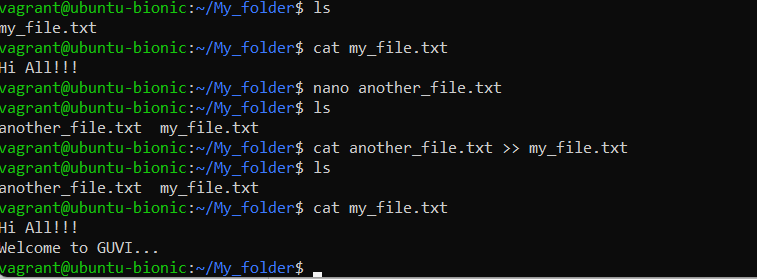 vagrant@ubuntu-bionic:~/My_folder$ ls
my_file.txt
vagrant@ubuntu-bionic:~/My_folder$ cat my_file.txt
Hi All!!!
vagrant@ubuntu-bionic:~/My_folder$ nano another_file.txt
vagrant@ubuntu-bionic:~/My_folder$ ls
another_file.txt  my_file.txt
vagrant@ubuntu-bionic:~/My_folder$ cat another_file.txt >> my_file.txt
vagrant@ubuntu-bionic:~/My_folder$ ls
another_file.txt  my_file.txt
vagrant@ubuntu-bionic:~/My_folder$ cat my_file.txt
Hi All!!!
Welcome to GUVI...
vagrant@ubuntu-bionic:~/My_folder$